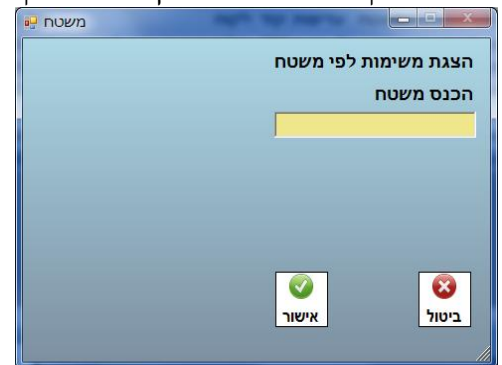 משטח
הצגת משימות לפי משטח
הכנס משטח
אישור
ביטול